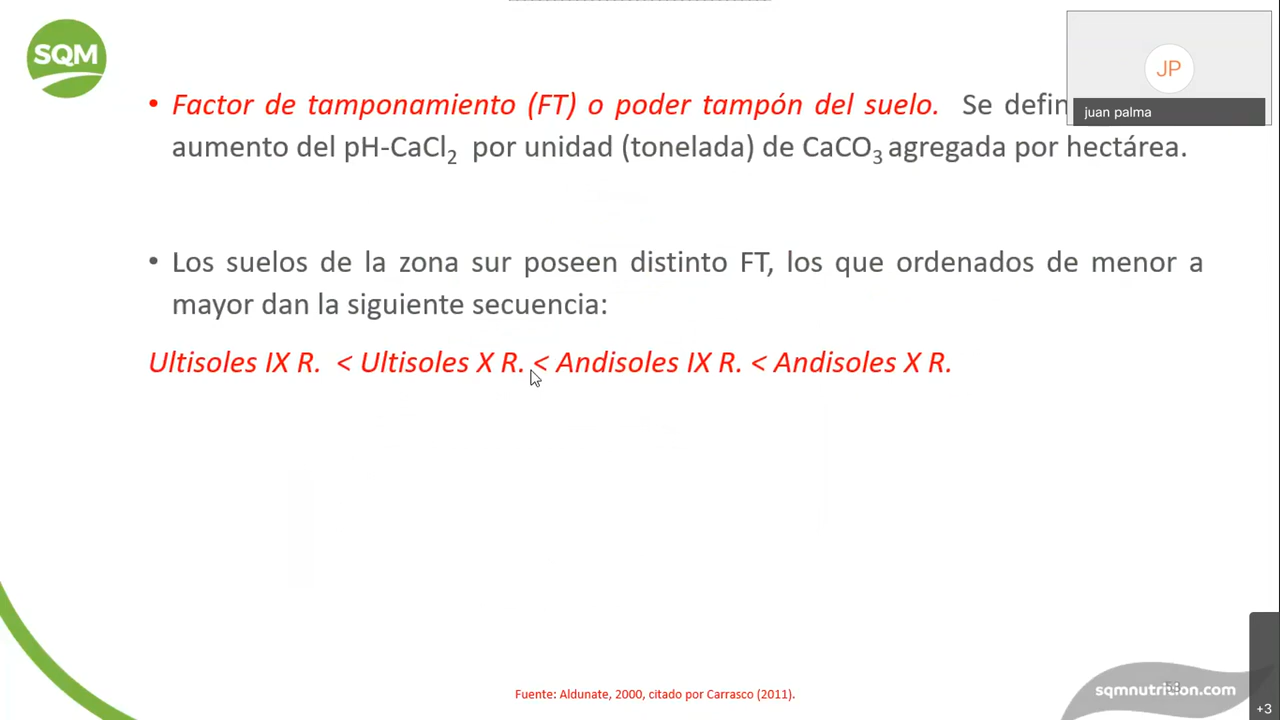 SQM
• Factor de tamponamiento (FT) o poder tampón del suelo. Se defin
aumento del pH-CaCl₂ por unidad (tonelada) de CaCO₃ agregada por hectárea.
• Los suelos de la zona sur poseen distinto FT, los que ordenados de menor a
mayor dan la siguiente secuencia:
Ultisoles IX R. < Ultisoles X R. < Andisoles IX R. < Andisoles X R.
JP
juan palma
Fuente: Aldunate, 2000, citado por Carrasco (2011).
sqmnutrition.com
+3